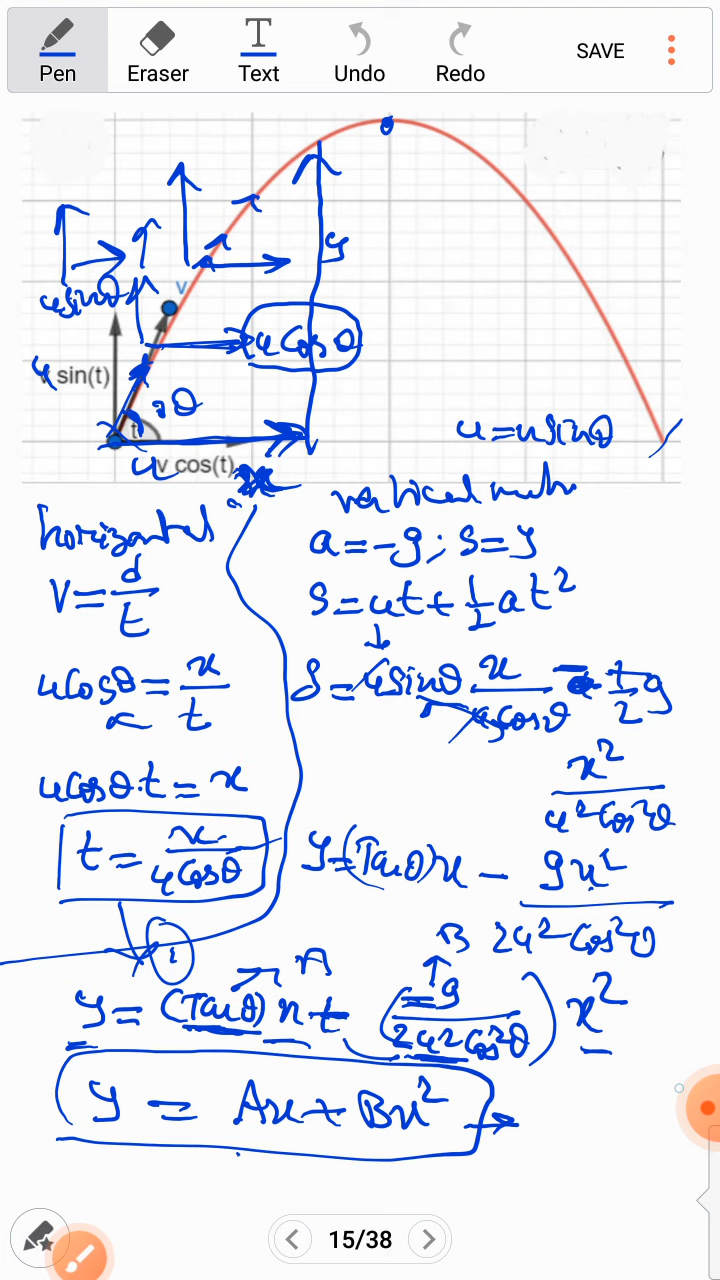 Pen Eraser Text Undo Redo SAVE
y
v
u sinθ
u cos θ
sin(t)
θ
t
u = u sinθ
u v cos(t)
x
horizontal
vertical
a = -g ; s = y
V = d/t
S = ut + 1/2 at²
u cosθ = x/t
S = u sinθ x/u cosθ - 1/2 g x²/u² cos²θ
u cosθ · t = x
t = x/u cosθ
y = (Tanθ)x - gx²/2u² cos²θ
1
A
B
y = (Tanθ) x + (-g/2u² cos²θ) x²
y = Ax + Bx²
15/38